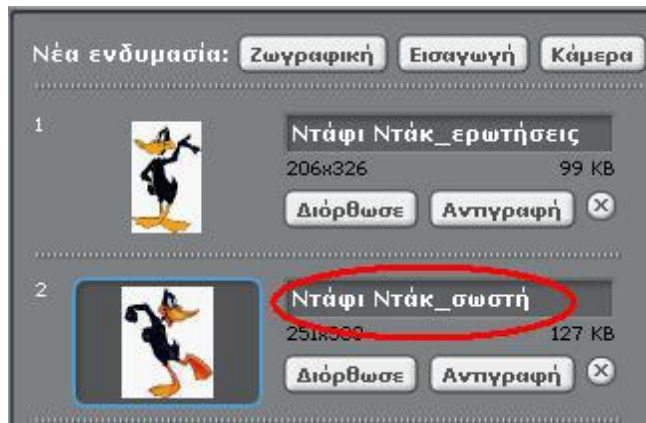 Νέα ενδυμασία: Ζωγραφική Εισαγωγή Κάμερα
1
Ντάφι Ντάκ_ερωτήσεις
206x326 99 KB
Διόρθωσε Αντιγραφή
2
Ντάφι Ντάκ_σωστή
127 KB
Διόρθωσε Αντιγραφή